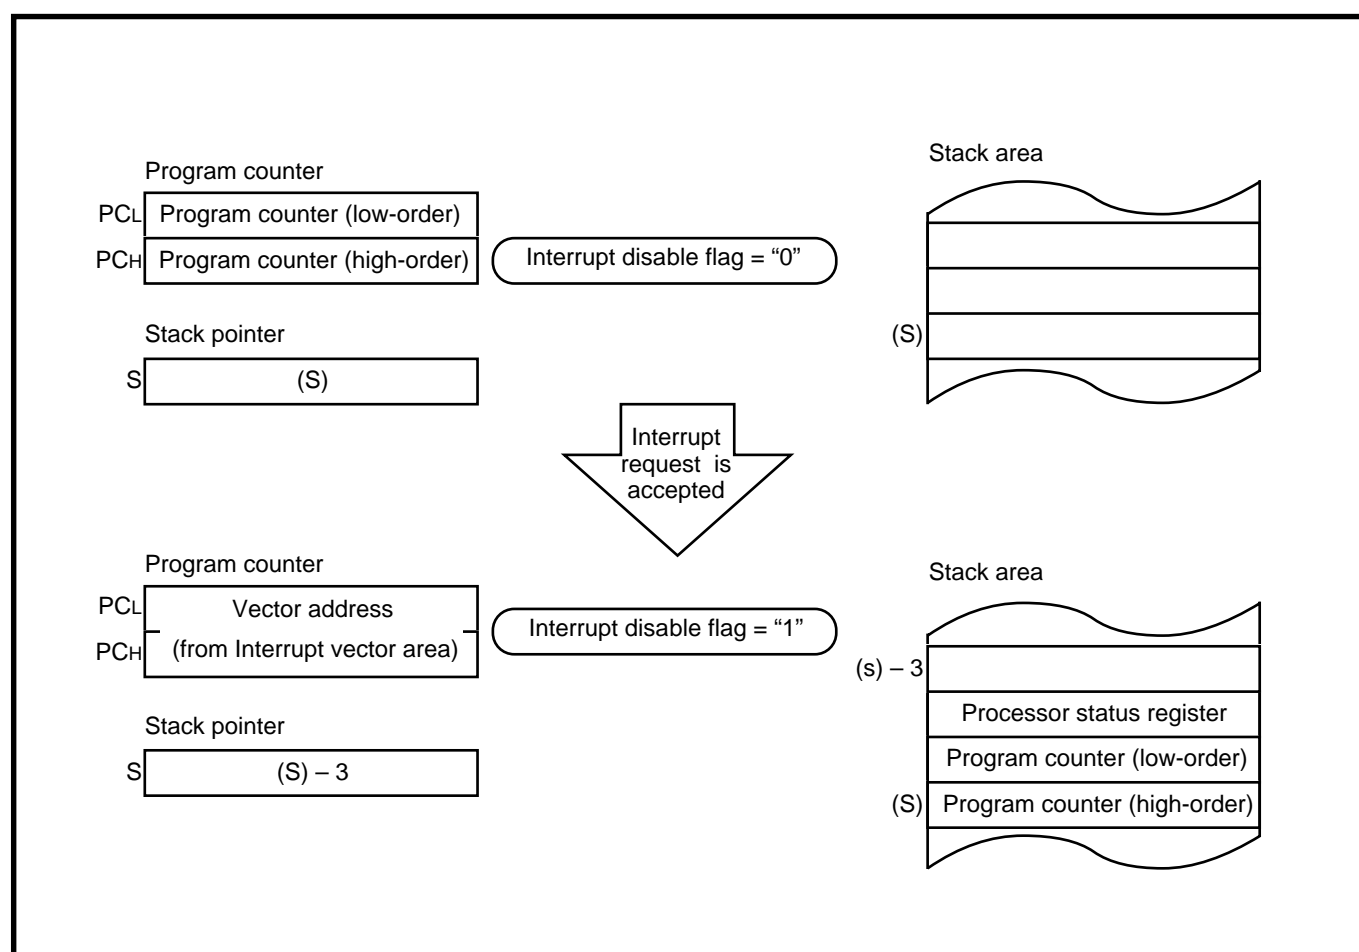 Stack area
Program counter
PCL Program counter (low-order)
PCH Program counter (high-order)
Interrupt disable flag = “0”
Stack pointer
(S)
S (S)
Interrupt
request is
accepted
Program counter
Stack area
PCL Vector address
PCH (from Interrupt vector area)
Interrupt disable flag = “1”
(s) – 3
Stack pointer
Processor status register
S (S) – 3
Program counter (low-order)
(S) Program counter (high-order)